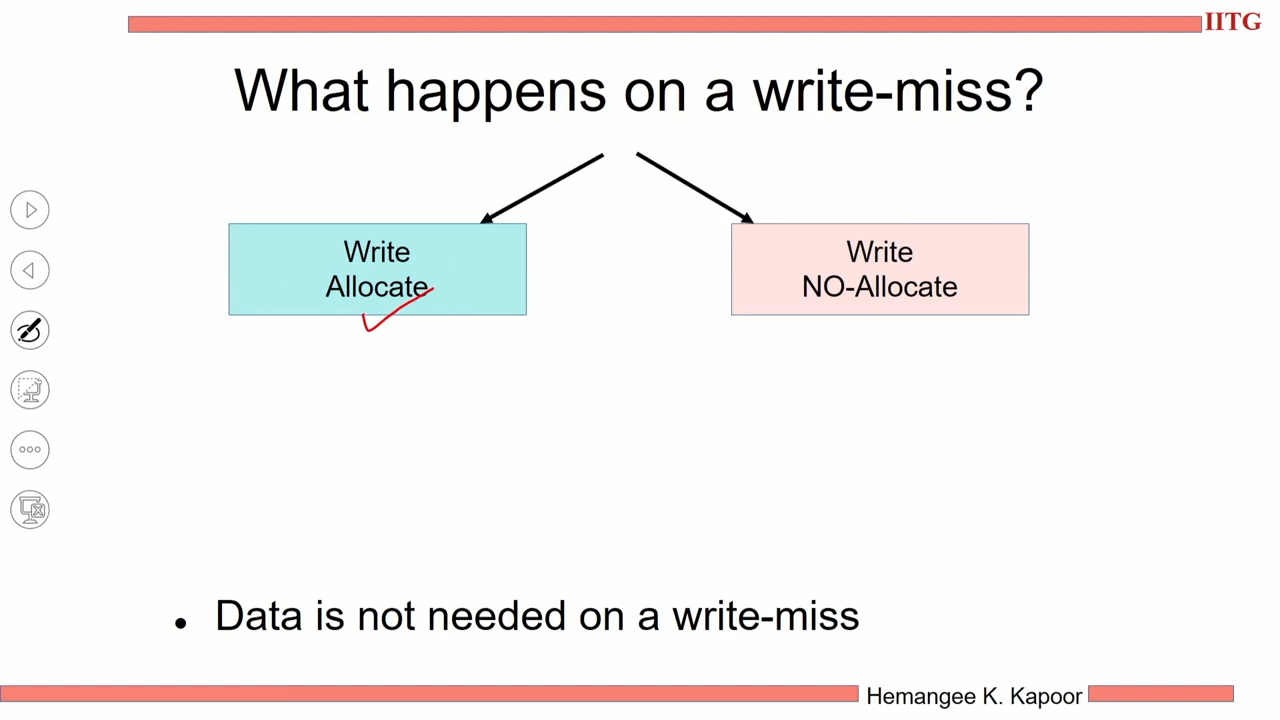 IITG
What happens on a write-miss?
Write
Allocate
Write
NO-Allocate
• Data is not needed on a write-miss
Hemangee K. Kapoor